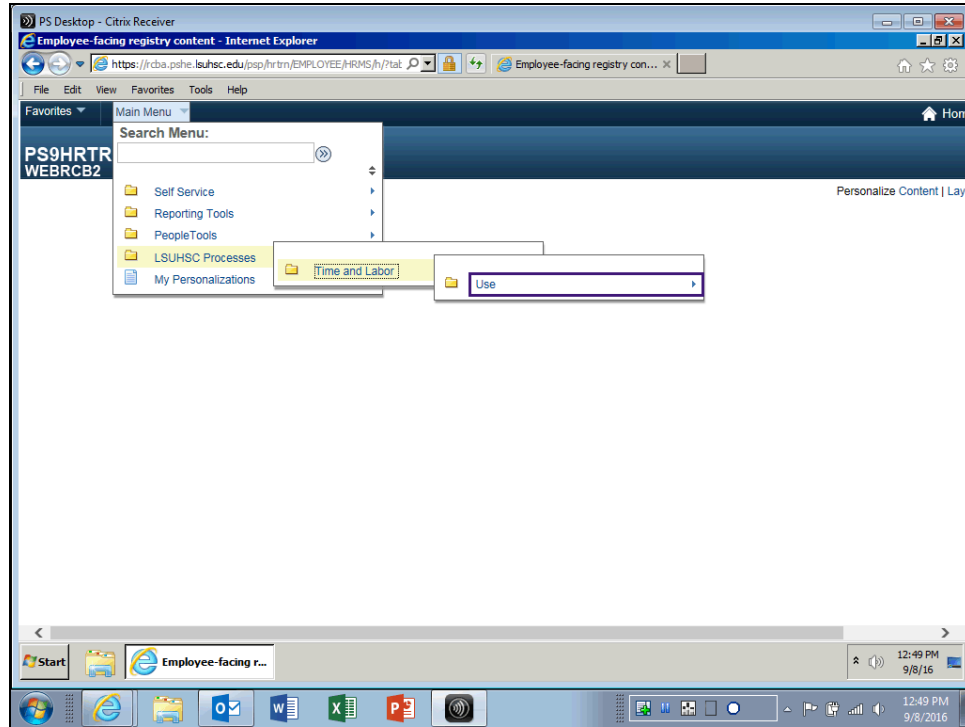 PS Desktop - Citrix Receiver
Employee-facing registry content - Internet Explorer
https://rcba.pshe.lsuhsc.edu/psp/hrtrn/EMPLOYEE/HRMS/h/?tat
Employee-facing registry con...
File Edit View Favorites Tools Help
Favorites Main Menu Hom
Search Menu:
PS9HRTR
WEBRCB2
Personalize Content | Lay
Self Service
Reporting Tools
PeopleTools
LSUHSC Processes
Time and Labor
Use
My Personalizations
Start
Employee-facing r...
12:49 PM
9/8/16
12:49 PM
9/8/2016